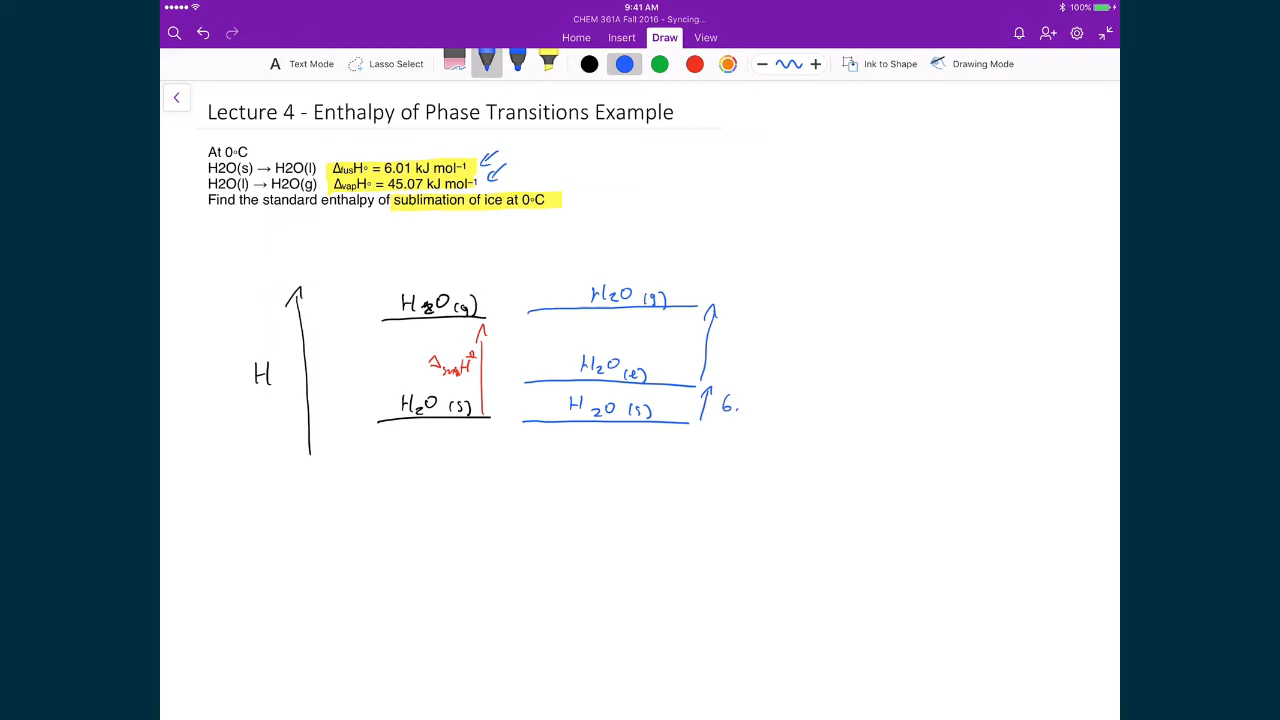 9:41 AM
100%
CHEM 361A Fall 2016 - Syncing...
Home Insert Draw View
A Text Mode Lasso Select Ink to Shape Drawing Mode
Lecture 4 - Enthalpy of Phase Transitions Example
At 0◦C
H2O(s) → H2O(l) ΔfusH◦ = 6.01 kJ mol⁻¹
H2O(l) → H2O(g) ΔvapH◦ = 45.07 kJ mol⁻¹
Find the standard enthalpy of sublimation of ice at 0◦C
H
H₂O (g)
ΔsubH°
H₂O (s)
H₂O (g)
H₂O (l)
H₂O (s)
6.